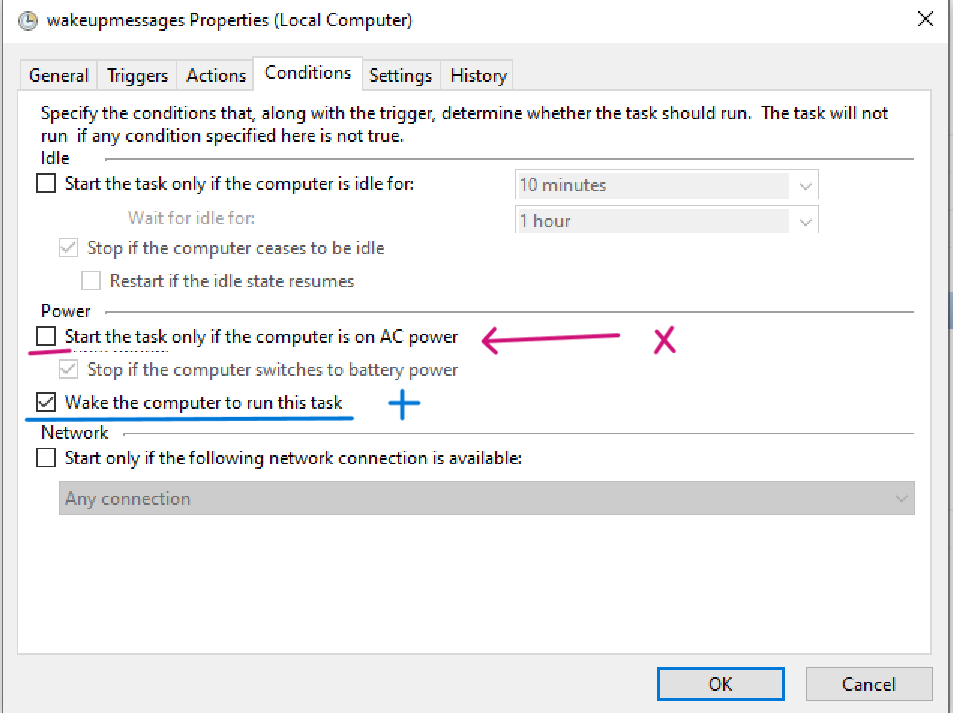 wakeupmessages Properties (Local Computer)
General Triggers Actions Conditions Settings History
Specify the conditions that, along with the trigger, determine whether the task should run. The task will not
run if any condition specified here is not true.
Idle
Start the task only if the computer is idle for:
10 minutes
Wait for idle for:
1 hour
Stop if the computer ceases to be idle
Restart if the idle state resumes
Power
Start the task only if the computer is on AC power
X
Stop if the computer switches to battery power
Wake the computer to run this task
+
Network
Start only if the following network connection is available:
Any connection
OK Cancel